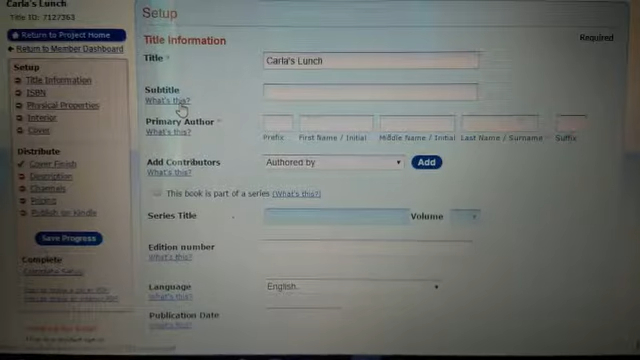 Carla's Lunch
Title ID: 7127363
Return to Project Home
Return to Member Dashboard
Setup
Title Information
ISBN
Physical Properties
Interior
Cover
Distribute
Cover Finish
Description
Channels
Pricing
Publish on Kindle
Save Progress
Complete
Complete Setup
Setup
Title Information
Required
Title *
Carla's Lunch
Subtitle
What's this?
Primary Author *
What's this?
Prefix
First Name / Initial
Middle Name / Initial
Last Name / Surname *
Suffix
Add Contributors
What's this?
Authored by
Add
This book is part of a series (What's this?)
Series Title
Volume
Edition number
What's this?
Language
What's this?
English
Publication Date
What's this?